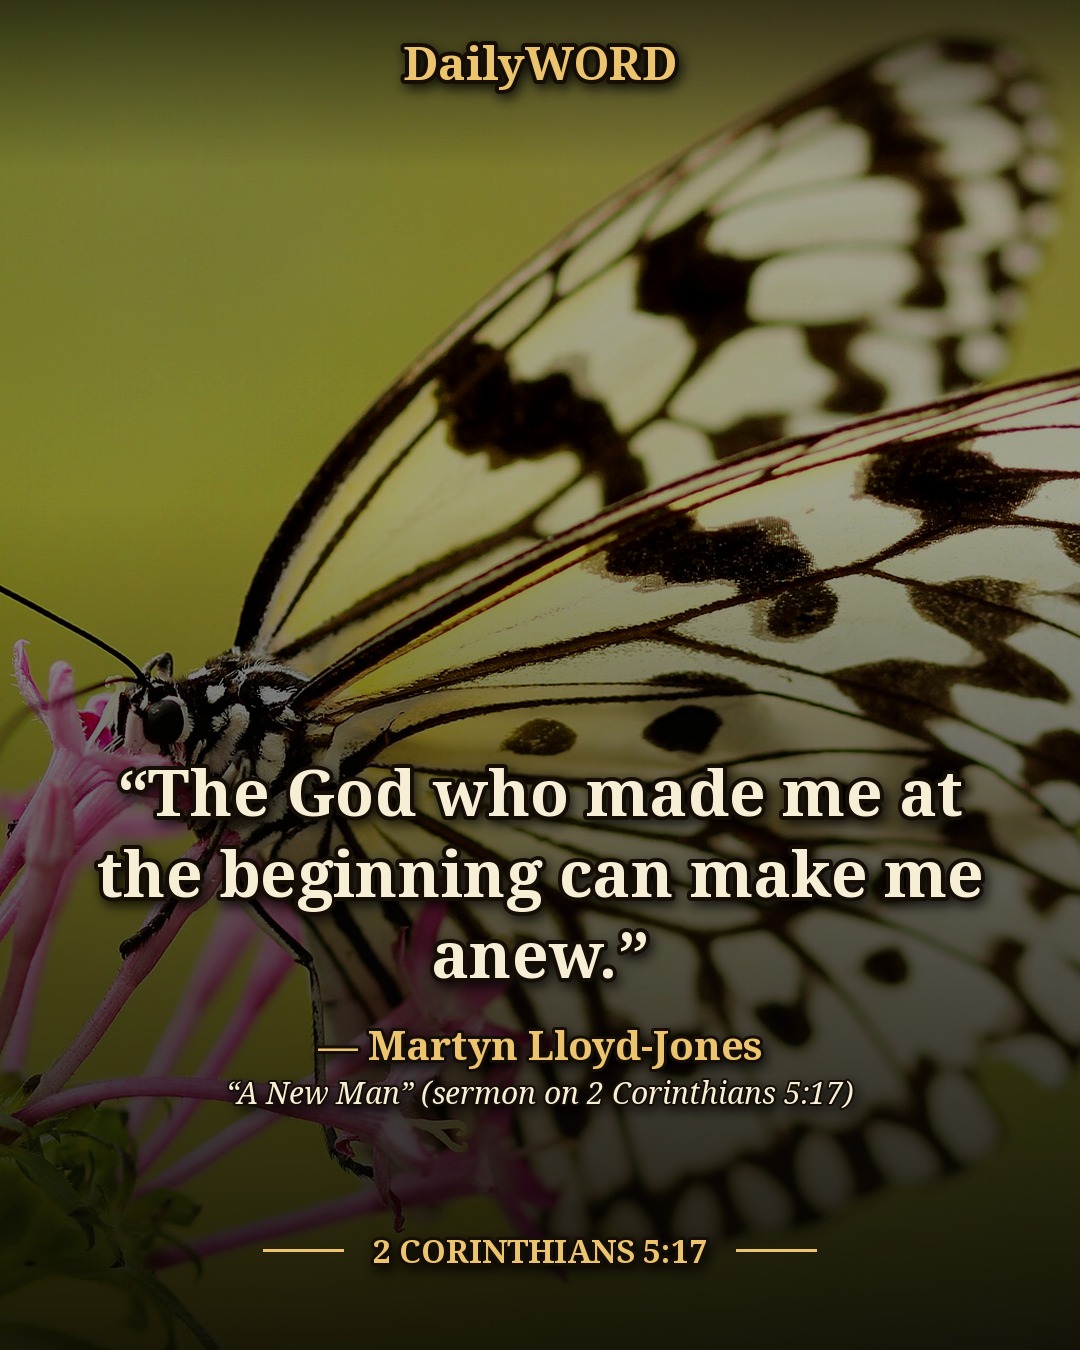 DailyWORD
“The God who made me at
the beginning can make me
anew.”
— Martyn Lloyd-Jones
“A New Man” (sermon on 2 Corinthians 5:17)
2 CORINTHIANS 5:17